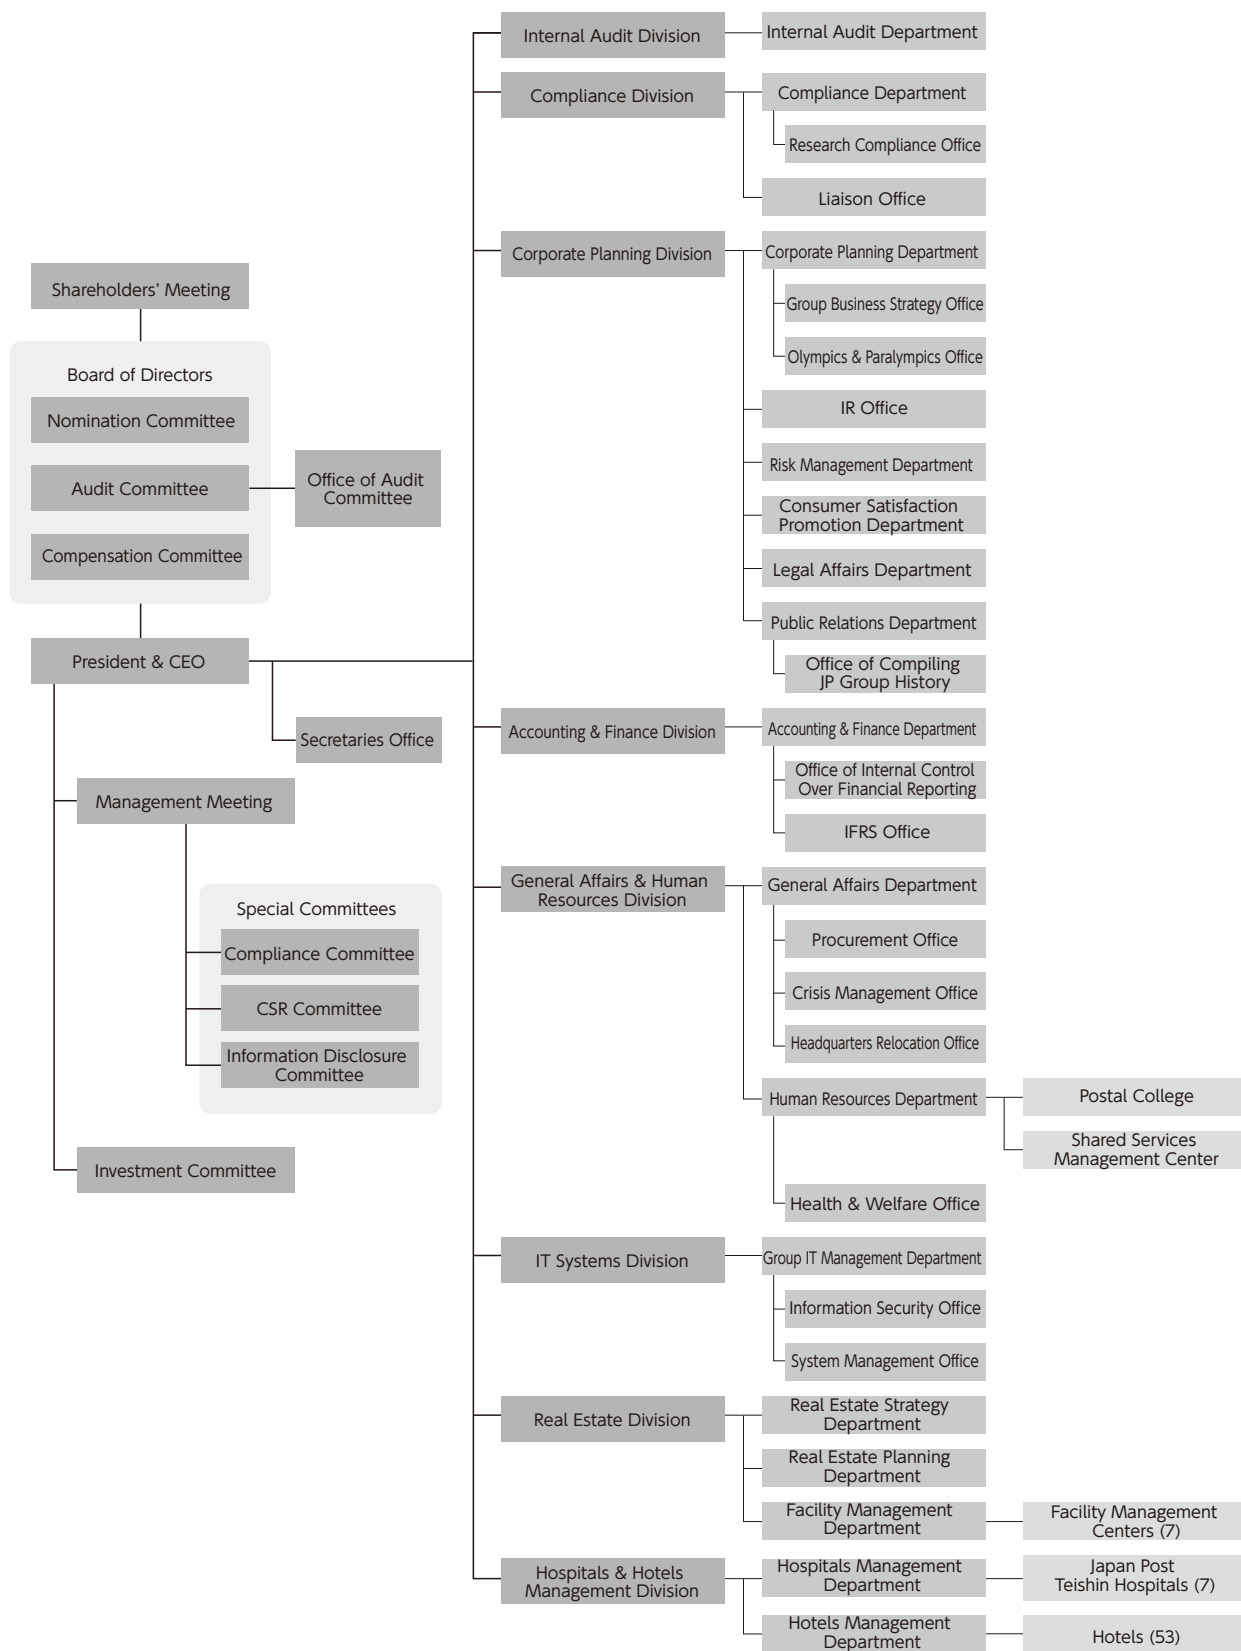 Shareholders’ Meeting
Board of Directors
Nomination Committee
Audit Committee
Compensation Committee
Office of Audit
Committee
President & CEO
Secretaries Office
Management Meeting
Special Committees
Compliance Committee
CSR Committee
Information Disclosure
Committee
Investment Committee
Internal Audit Division
Internal Audit Department
Compliance Division
Compliance Department
Research Compliance Office
Liaison Office
Corporate Planning Division
Corporate Planning Department
Group Business Strategy Office
Olympics & Paralympics Office
IR Office
Risk Management Department
Consumer Satisfaction
Promotion Department
Legal Affairs Department
Public Relations Department
Office of Compiling
JP Group History
Accounting & Finance Division
Accounting & Finance Department
Office of Internal Control
Over Financial Reporting
IFRS Office
General Affairs & Human
Resources Division
General Affairs Department
Procurement Office
Crisis Management Office
Headquarters Relocation Office
Human Resources Department
Postal College
Shared Services
Management Center
Health & Welfare Office
IT Systems Division
Group IT Management Department
Information Security Office
System Management Office
Real Estate Division
Real Estate Strategy
Department
Real Estate Planning
Department
Facility Management
Department
Facility Management
Centers (7)
Hospitals & Hotels
Management Division
Hospitals Management
Department
Japan Post
Teishin Hospitals (7)
Hotels Management
Department
Hotels (53)